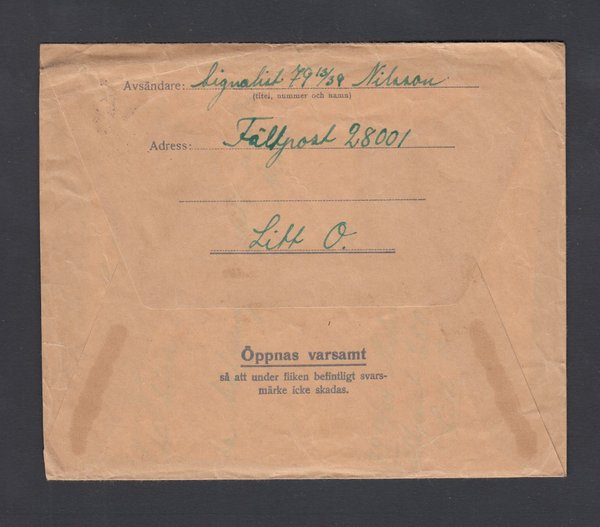 Avsändare: Signalist 79 13/39 Nilsson
(titel, nummer och namn)
Adress: Fältpost 28001
Litt O.
Öppnas varsamt
så att under fliken befintligt svars-
märke icke skadas.